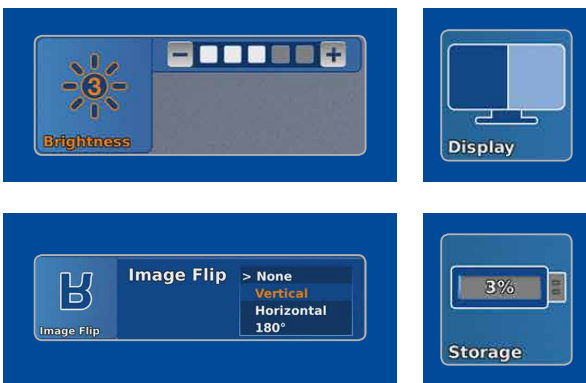 3
Brightness
Display
Image Flip
Image Flip
> None
Vertical
Horizontal
180°
3%
Storage